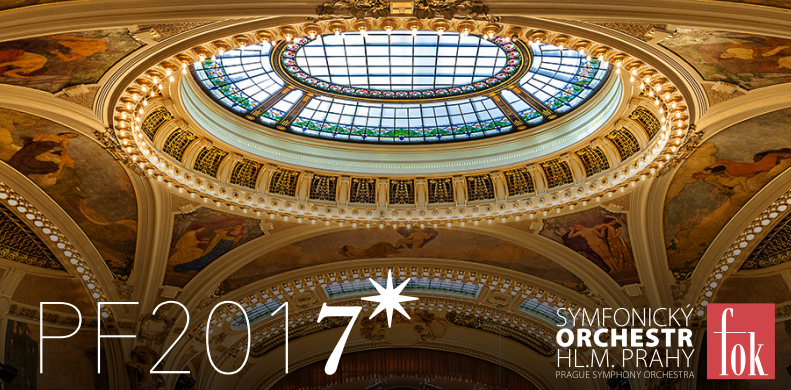 PF2017
SYMFONICKÝ
ORCHESTR
HL.M. PRAHY
PRAGUE SYMPHONY ORCHESTRA
fok